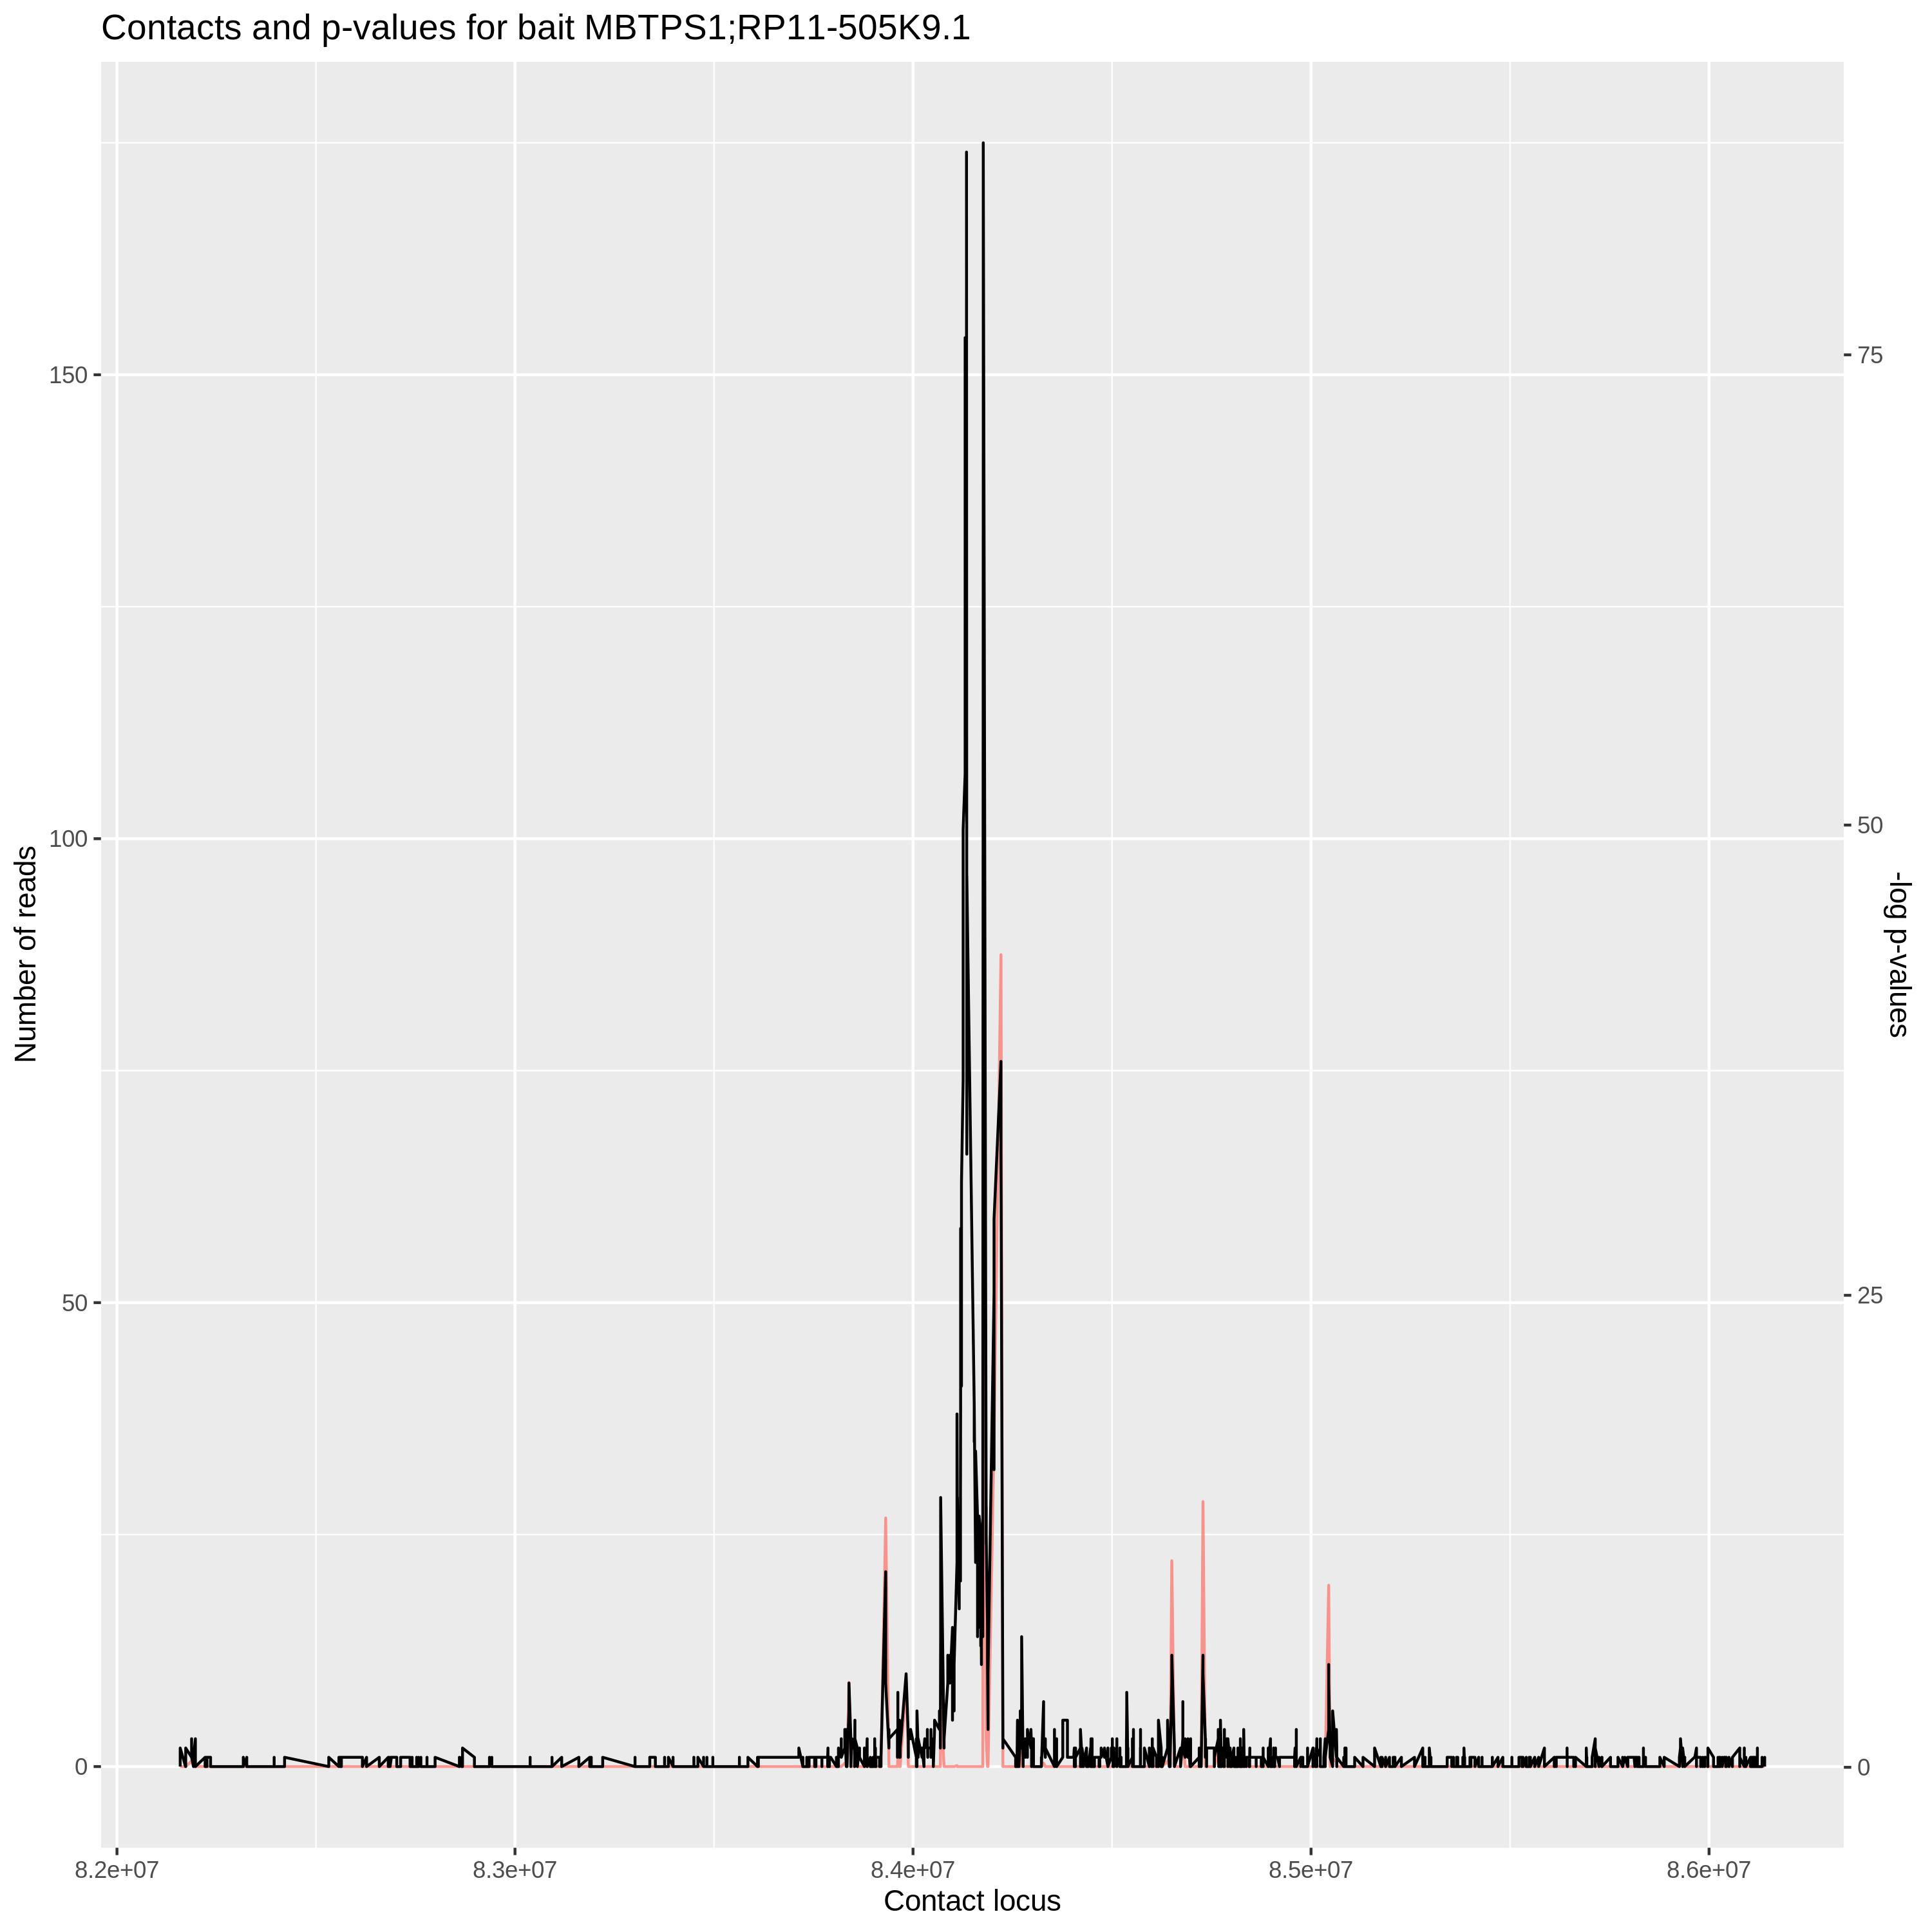 Contacts and p-values for bait MBTPS1;RP11-505K9.1
150
100
50
0
Number of reads
75
50
25
0
-log p-values
8.2e+07
8.3e+07
8.4e+07
8.5e+07
8.6e+07
Contact locus